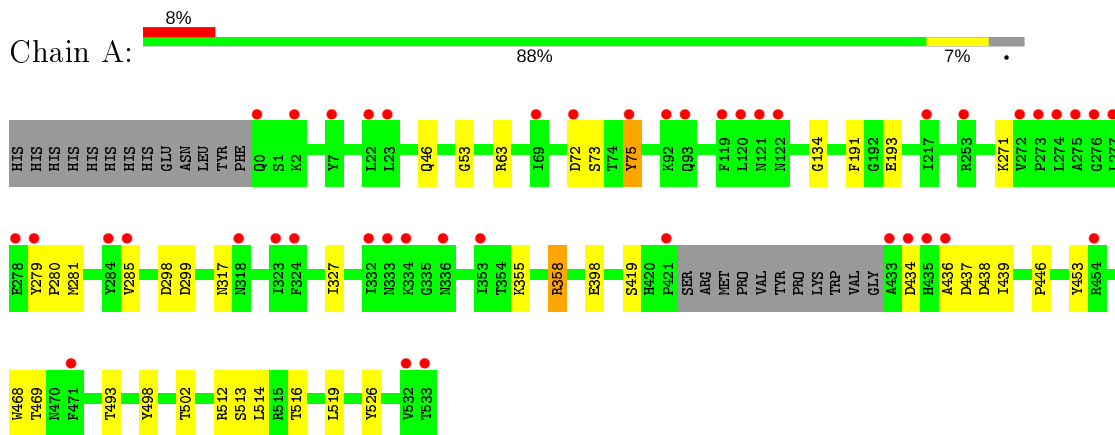 8%
Chain A:
88%
7%
HIS HIS HIS HIS HIS HIS HIS HIS HIS GLU ASN LEU TYR PHE Q0 S1 K2 Y7 L22 L23 Q46 G53 R63 I69 D72 S73 T74 Y75 K92 Q93 F119 L120 N121 N122 G134 F191 G192 E193 I217 R253 K271 V272 P273 L274 A275 G276 L277
E278 Y279 P280 M281 Y284 V285 D298 D299 N317 N318 I323 F324 I327 I332 N333 K334 G335 N336 I353 T354 K355 R358 E398 S419 H420 P421 SER ARG MET PRO VAL TYR PRO LYS TRP VAL GLY A433 D434 H435 A436 D437 D438 I439 P446 Y453 R454
W468 T469 N470 F471 T493 Y498 T502 R512 S513 L514 R515 T516 L519 Y526 V532 T533